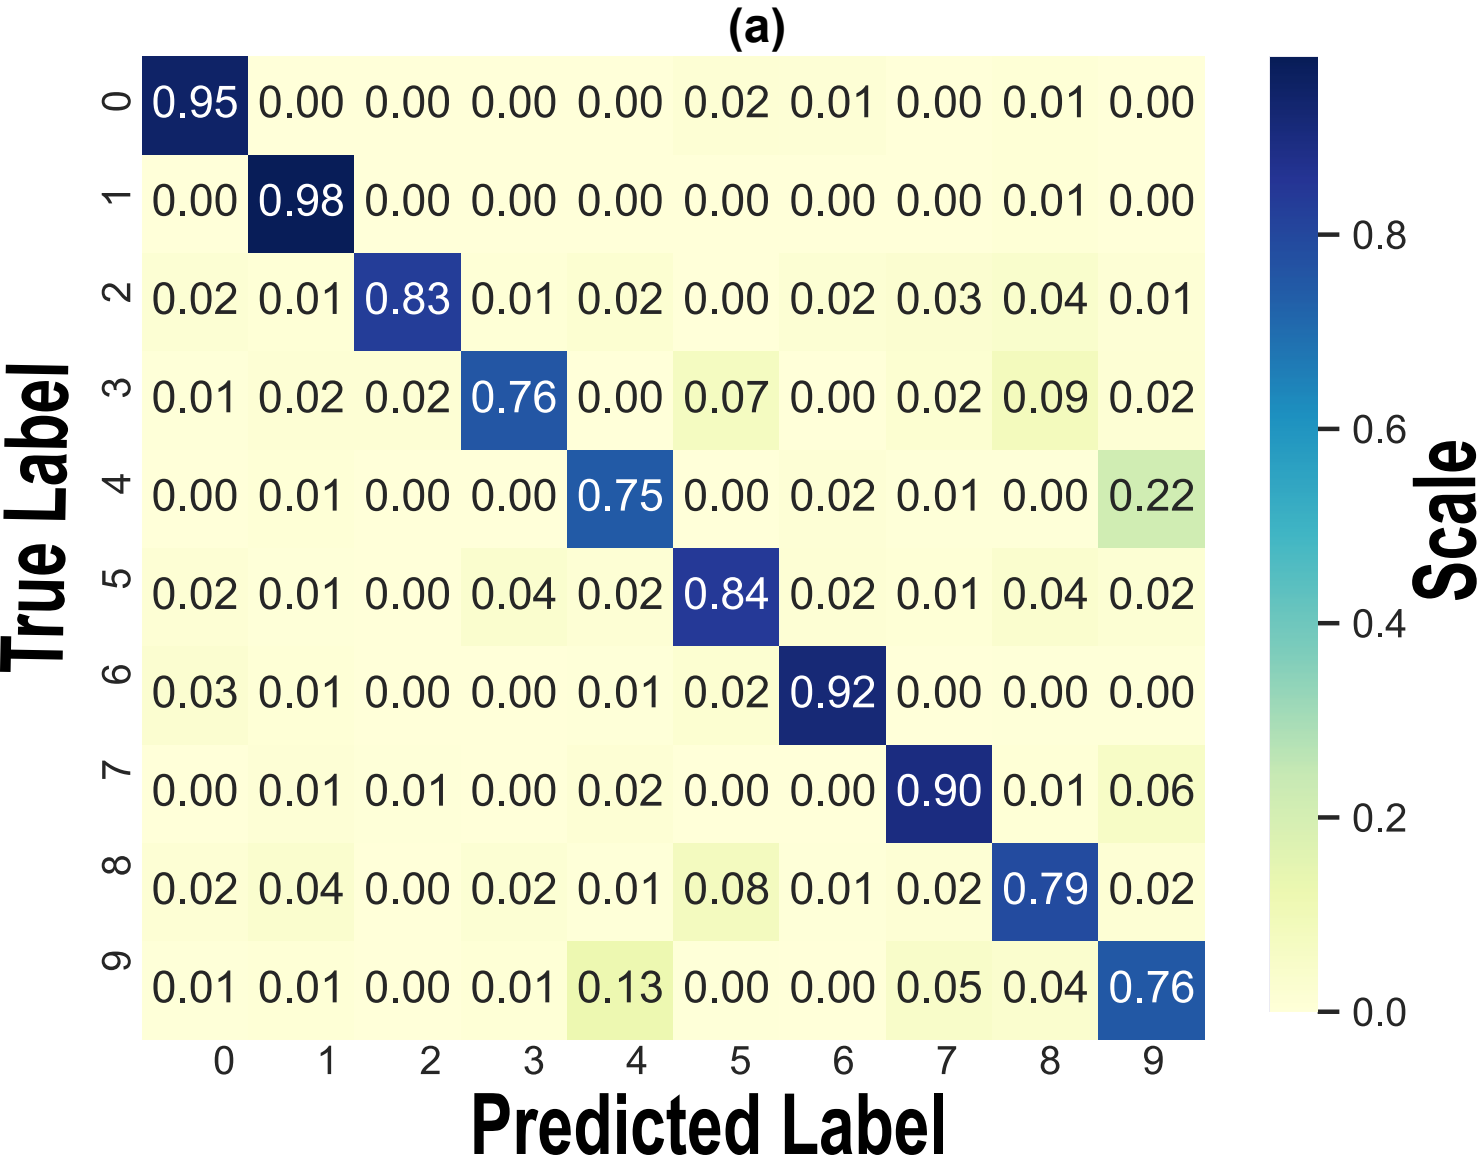 (a)
0 0.95 0.00 0.00 0.00 0.00 0.02 0.01 0.00 0.01 0.00
1 0.00 0.98 0.00 0.00 0.00 0.00 0.00 0.00 0.01 0.00
2 0.02 0.01 0.83 0.01 0.02 0.00 0.02 0.03 0.04 0.01
3 0.01 0.02 0.02 0.76 0.00 0.07 0.00 0.02 0.09 0.02
4 0.00 0.01 0.00 0.00 0.75 0.00 0.02 0.01 0.00 0.22
5 0.02 0.01 0.00 0.04 0.02 0.84 0.02 0.01 0.04 0.02
6 0.03 0.01 0.00 0.00 0.01 0.02 0.92 0.00 0.00 0.00
7 0.00 0.01 0.01 0.00 0.02 0.00 0.00 0.90 0.01 0.06
8 0.02 0.04 0.00 0.02 0.01 0.08 0.01 0.02 0.79 0.02
9 0.01 0.01 0.00 0.01 0.13 0.00 0.00 0.05 0.04 0.76
0 1 2 3 4 5 6 7 8 9
Predicted Label
True Label
0.8
0.6
0.4
0.2
0.0
Scale